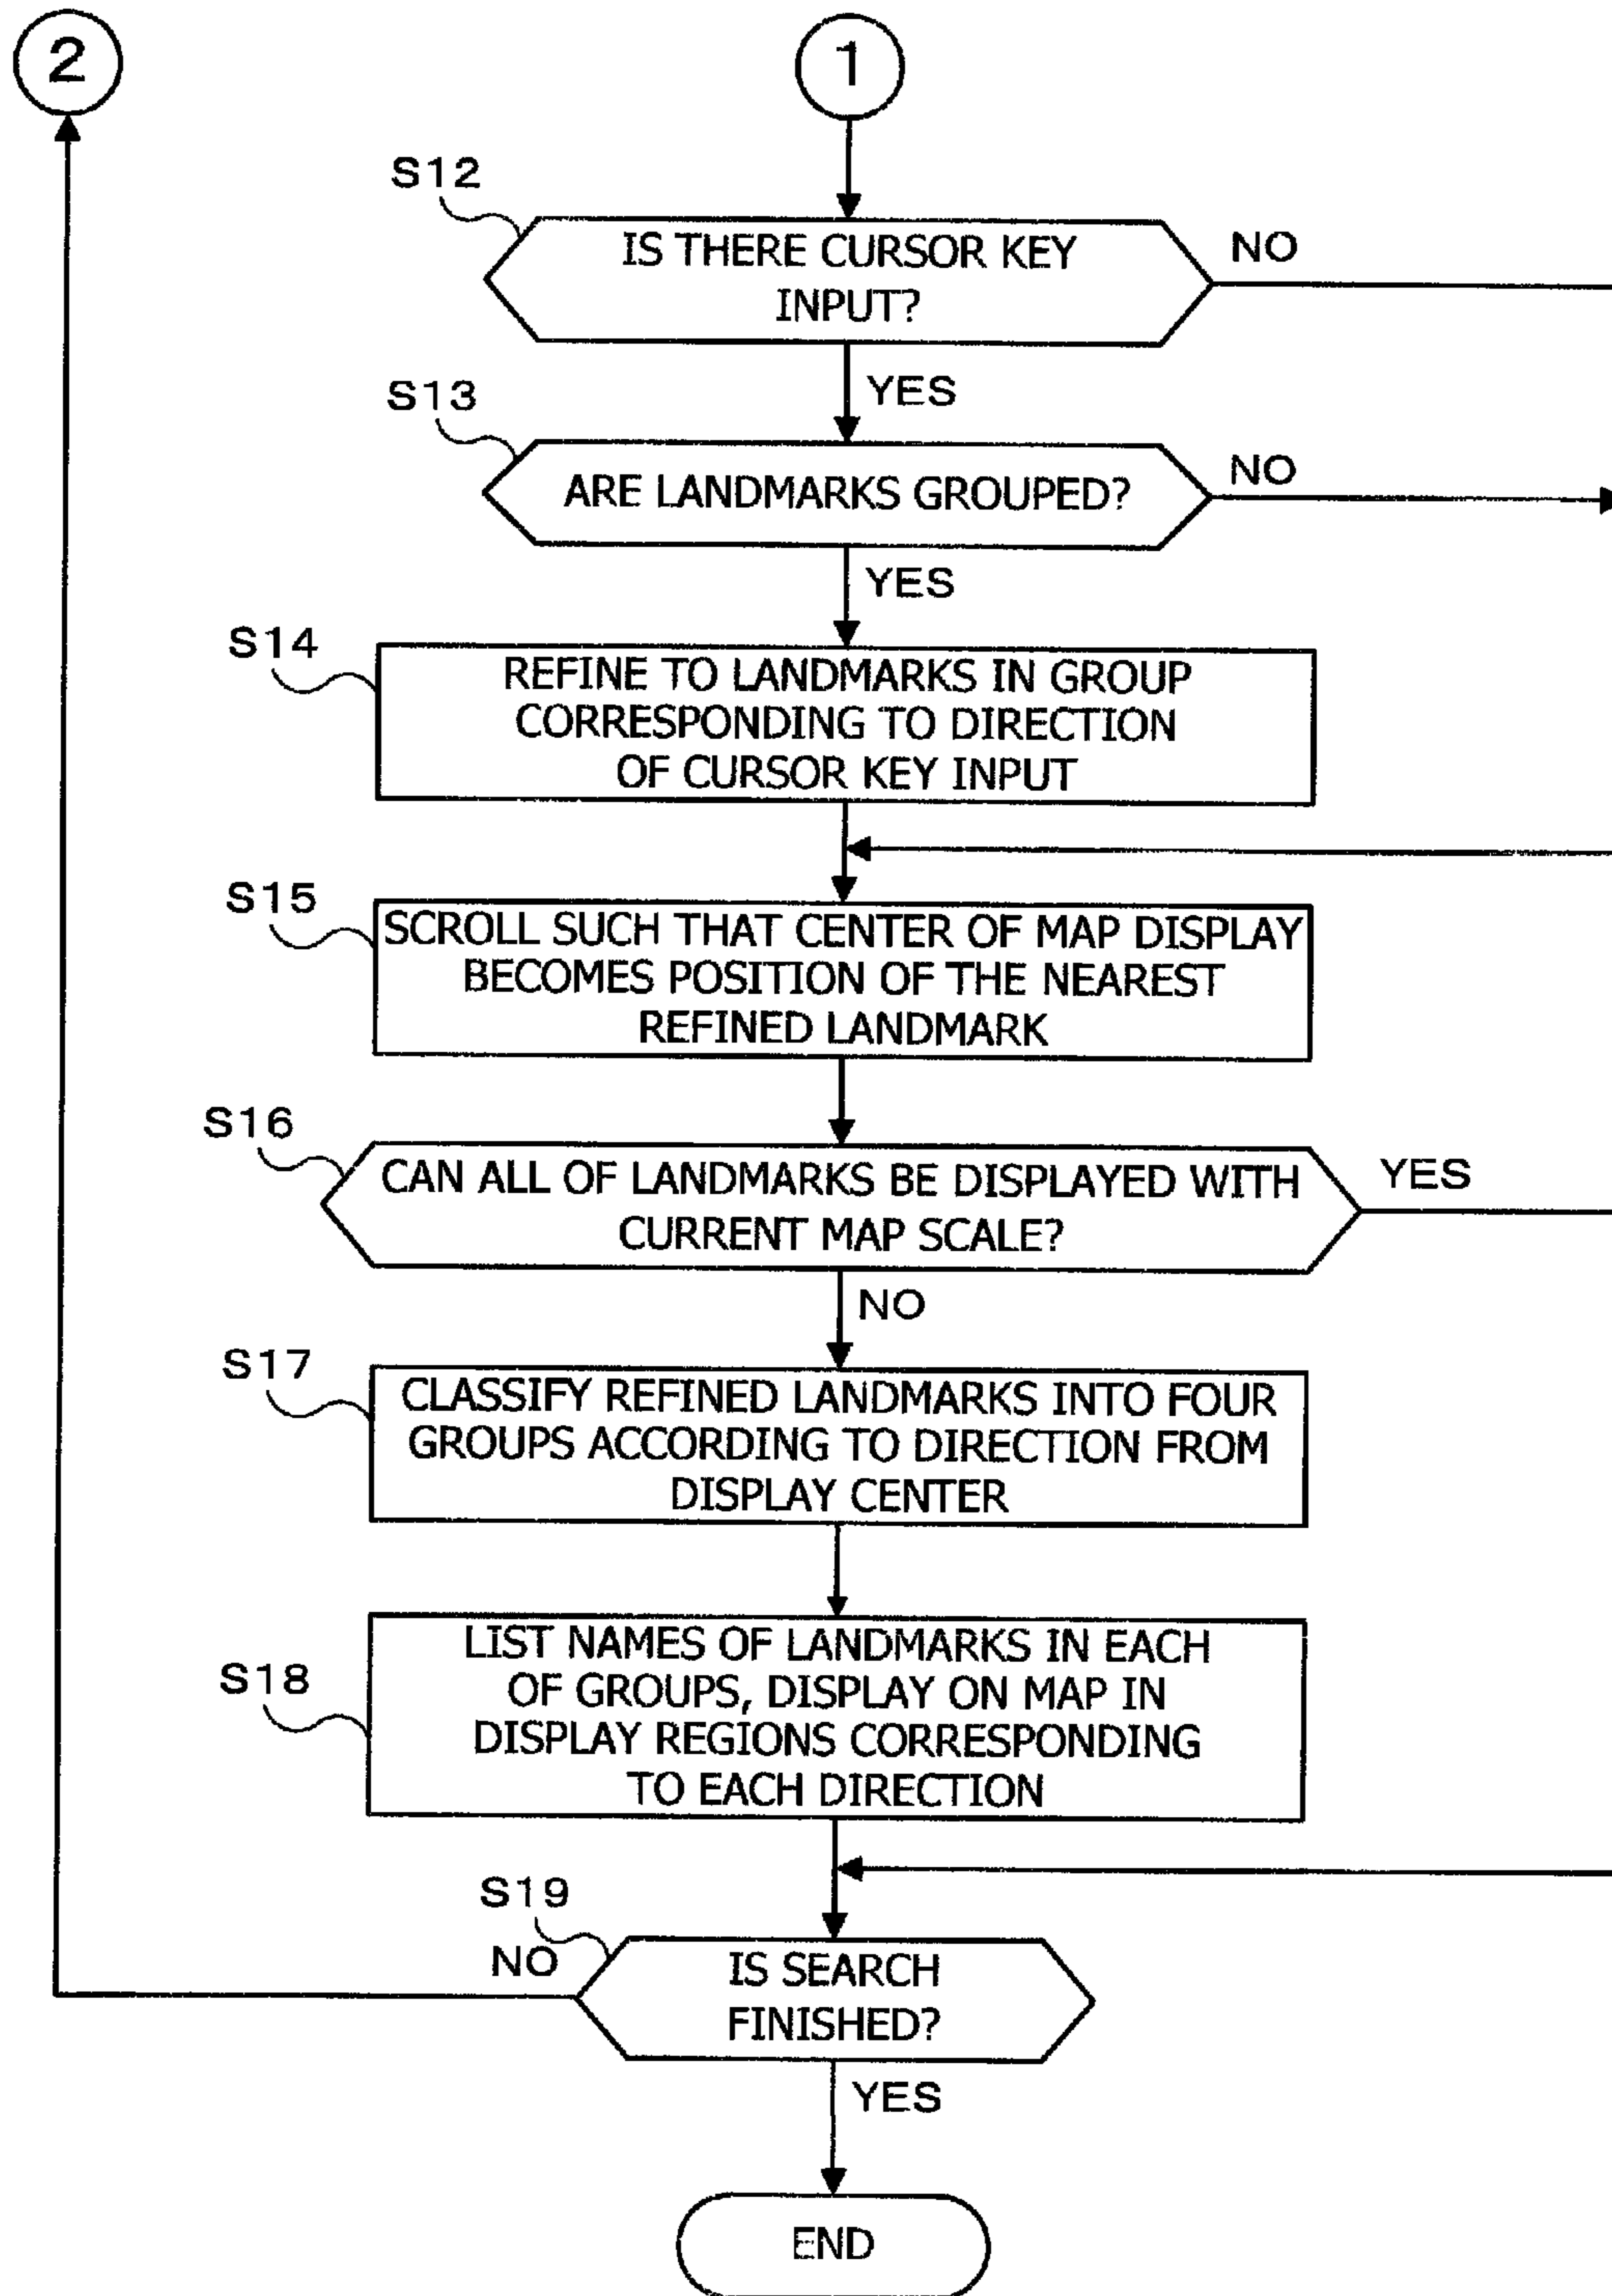 2
1
S12
IS THERE CURSOR KEY
INPUT?
NO
YES
S13
ARE LANDMARKS GROUPED?
NO
YES
S14
REFINE TO LANDMARKS IN GROUP
CORRESPONDING TO DIRECTION
OF CURSOR KEY INPUT
S15
SCROLL SUCH THAT CENTER OF MAP DISPLAY
BECOMES POSITION OF THE NEAREST
REFINED LANDMARK
S16
CAN ALL OF LANDMARKS BE DISPLAYED WITH
CURRENT MAP SCALE?
YES
NO
S17
CLASSIFY REFINED LANDMARKS INTO FOUR
GROUPS ACCORDING TO DIRECTION FROM
DISPLAY CENTER
S18
LIST NAMES OF LANDMARKS IN EACH
OF GROUPS, DISPLAY ON MAP IN
DISPLAY REGIONS CORRESPONDING
TO EACH DIRECTION
S19
NO
IS SEARCH
FINISHED?
YES
END